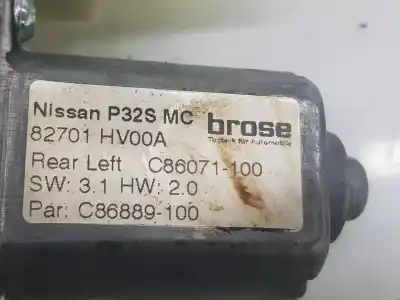 Nissan P32S MC
brose
Technik für Automobile
82701 HV00A
Rear Left C86071-100
SW: 3.1 HW: 2.0
Par: C86889-100